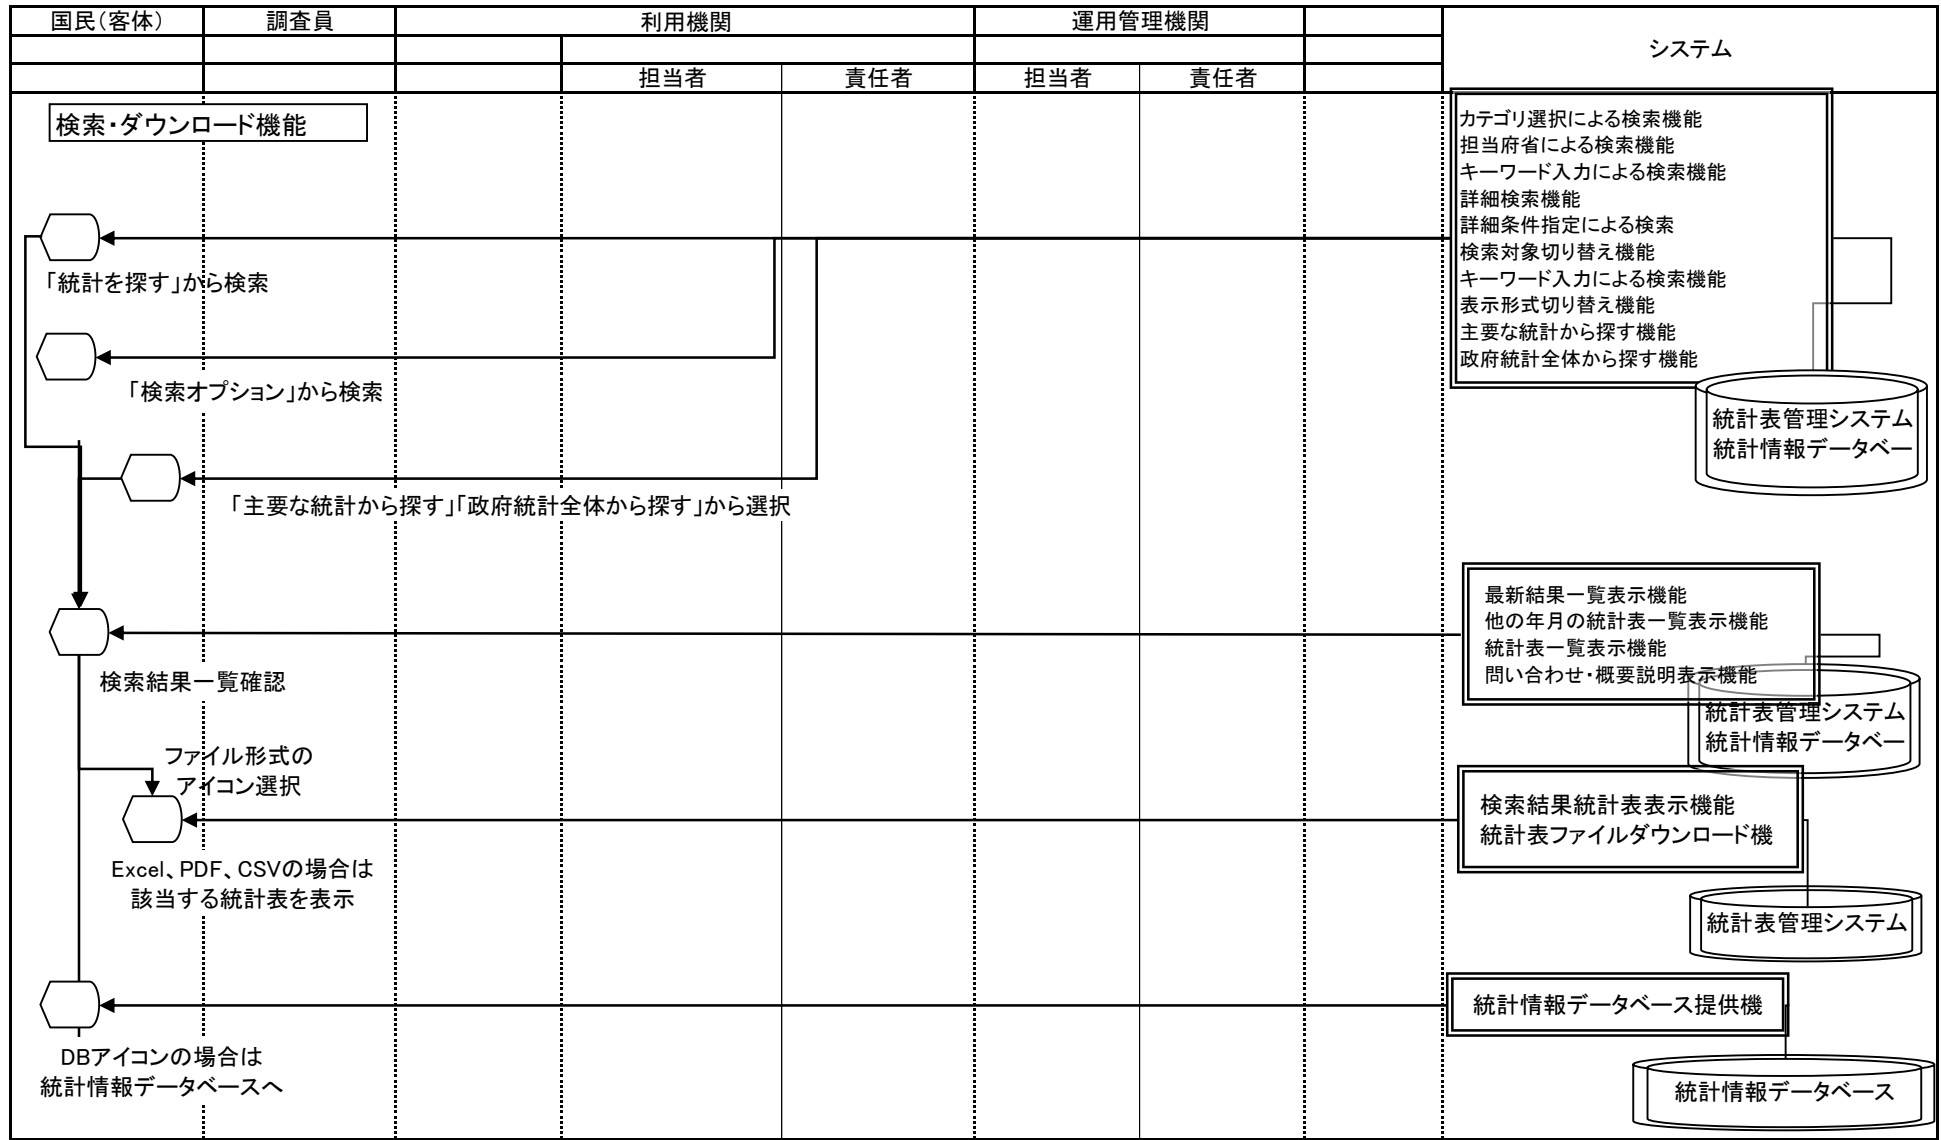 国民(客体)
調査員
利用機関
運用管理機関
システム
担当者
責任者
担当者
責任者
検索・ダウンロード機能
カテゴリ選択による検索機能
担当府省による検索機能
キーワード入力による検索機能
詳細検索機能
詳細条件指定による検索
検索対象切り替え機能
キーワード入力による検索機能
表示形式切り替え機能
主要な統計から探す機能
政府統計全体から探す機能
「統計を探す」から検索
「検索オプション」から検索
統計表管理システム
統計情報データベー
「主要な統計から探す」「政府統計全体から探す」から選択
最新結果一覧表示機能
他の年月の統計表一覧表示機能
統計表一覧表示機能
問い合わせ・概要説明表示機能
検索結果一覧確認
統計表管理システム
統計情報データベー
ファイル形式の
アイコン選択
検索結果統計表表示機能
統計表ファイルダウンロード機
Excel、PDF、CSVの場合は
該当する統計表を表示
統計表管理システム
統計情報データベース提供機
DBアイコンの場合は
統計情報データベースへ
統計情報データベース